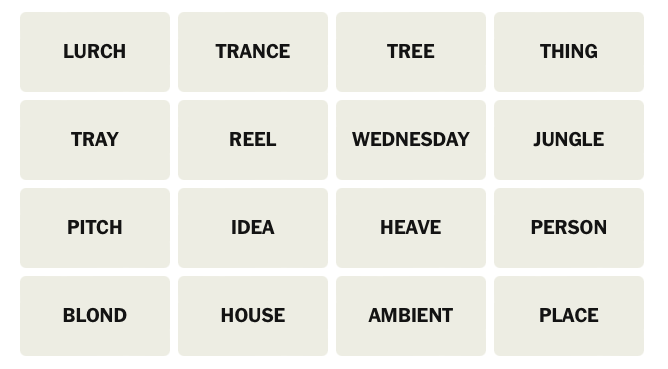 LURCH TRANCE TREE THING
TRAY REEL WEDNESDAY JUNGLE
PITCH IDEA HEAVE PERSON
BLOND HOUSE AMBIENT PLACE